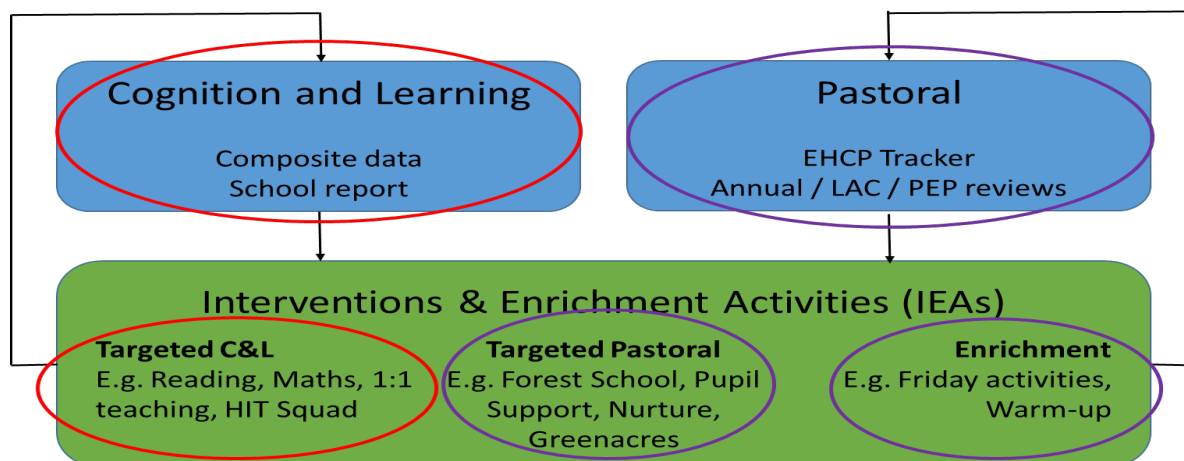 Cognition and Learning
Composite data
School report
Pastoral
EHCP Tracker
Annual / LAC / PEP reviews
Interventions & Enrichment Activities (IEAs)
Targeted C&L
E.g. Reading, Maths, 1:1
teaching, HIT Squad
Targeted Pastoral
E.g. Forest School, Pupil
Support, Nurture,
Greenacres
Enrichment
E.g. Friday activities,
Warm-up